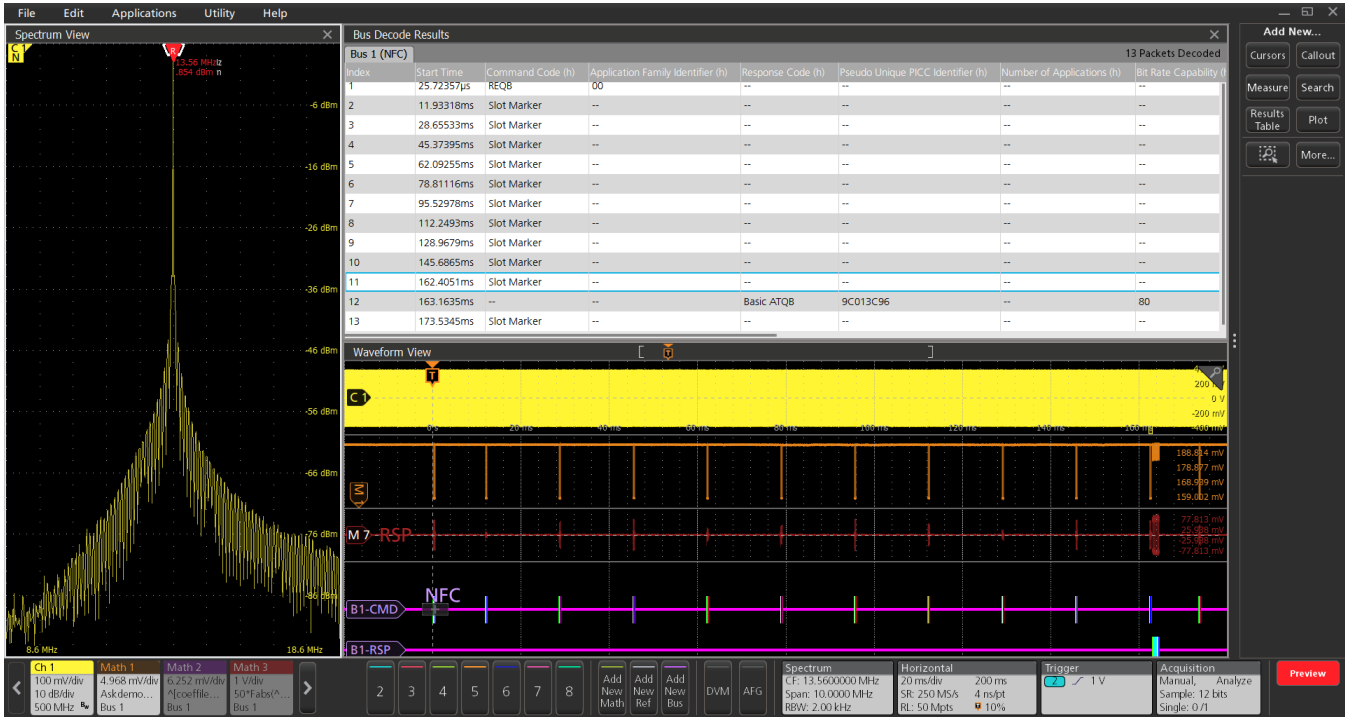 File Edit Applications Utility Help
Spectrum View
C1
N
R
13.56 MHz
.854 dBm
-6 dBm
-16 dBm
-26 dBm
-36 dBm
-46 dBm
-56 dBm
-66 dBm
-76 dBm
-86 dBm
8.6 MHz 18.6 MHz
Bus Decode Results
Bus 1 (NFC) 13 Packets Decoded
Index Start Time Command Code (h) Application Family Identifier (h) Response Code (h) Pseudo Unique PICC Identifier (h) Number of Applications (h) Bit Rate Capability (
1 25.72357µs REQB 00 -- -- -- --
2 11.93318ms Slot Marker -- -- -- -- --
3 28.65533ms Slot Marker -- -- -- -- --
4 45.37395ms Slot Marker -- -- -- -- --
5 62.09255ms Slot Marker -- -- -- -- --
6 78.81116ms Slot Marker -- -- -- -- --
7 95.52978ms Slot Marker -- -- -- -- --
8 112.2493ms Slot Marker -- -- -- -- --
9 128.9679ms Slot Marker -- -- -- -- --
10 145.6865ms Slot Marker -- -- -- -- --
11 162.4051ms Slot Marker -- -- -- -- --
12 163.1635ms -- -- Basic ATQB 9C013C96 -- 80
13 173.5345ms Slot Marker -- -- -- -- --
Waveform View [ T ]
T
C1
200
0 V
-200 mV
-400 mV
0 s 20 ms 40 ms 60 ms 80 ms 100 ms 120 ms 140 ms 160 ms
M 1
188.814 mV
178.877 mV
168.939 mV
159.002 mV
M 7 RSP
77.813 mV
25.938 mV
-25.938 mV
-77.813 mV
NFC
B1-CMD
B1-RSP
Add New...
Cursors Callout
Measure Search
Results Table Plot
More...
Ch 1
100 mV/div
10 dB/div
500 MHz Bw
Math 1
4.968 mV/div
Askdemo...
Bus 1
Math 2
6.252 mV/div
^[coeffile...
Bus 1
Math 3
1 V/div
50*Fabs(^...
Bus 1
2 3 4 5 6 7 8
Add New Math
Add New Ref
Add New Bus
DVM AFG
Spectrum
CF: 13.5600000 MHz
Span: 10.0000 MHz
RBW: 2.00 kHz
Horizontal
20 ms/div 200 ms
SR: 250 MS/s 4 ns/pt
RL: 50 Mpts 10%
Trigger
2 1 V
Acquisition
Manual, Analyze
Sample: 12 bits
Single: 0 /1
Preview